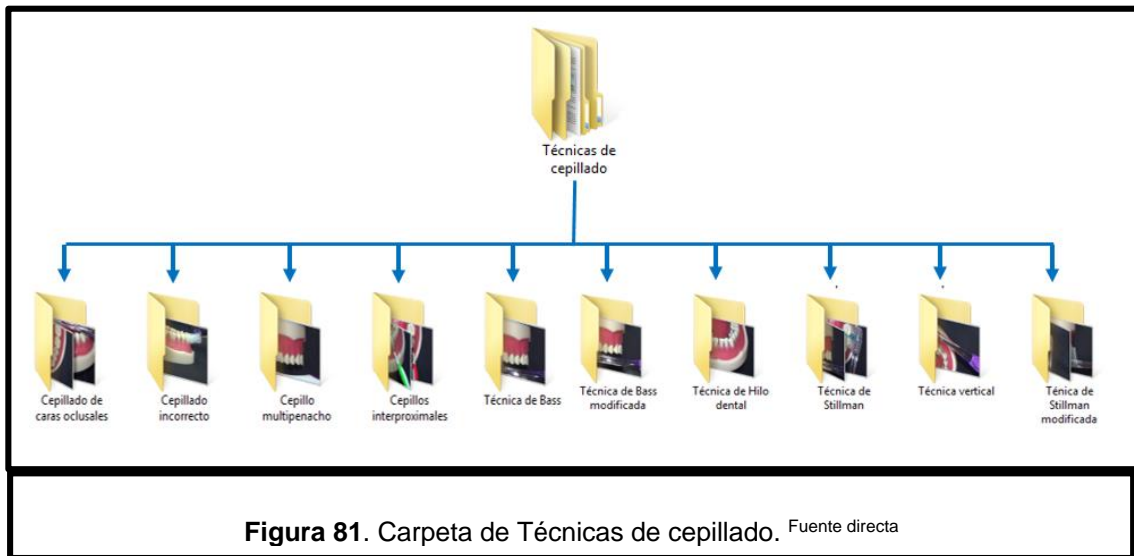 Técnicas de
cepillado
Cepillado de
caras oclusales
Cepillado
incorrecto
Cepillo
multipenacho
Cepillos
interproximales
Técnica de Bass
Técnica de Bass
modificada
Técnica de Hilo
dental
Técnica de
Stillman
Técnica vertical
Ténica de
Stillman
modificada
Figura 81. Carpeta de Técnicas de cepillado. Fuente directa